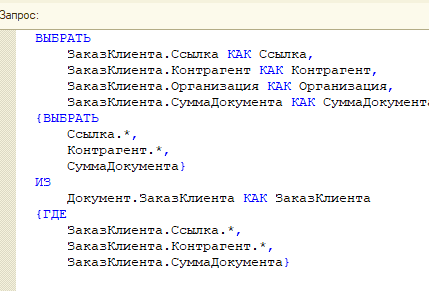 Запрос:
ВЫБРАТЬ
ЗаказКлиента.Ссылка КАК Ссылка,
ЗаказКлиента.Контрагент КАК Контрагент,
ЗаказКлиента.Организация КАК Организация,
ЗаказКлиента.СуммаДокумента КАК СуммаДокумента
{ВЫБРАТЬ
Ссылка.*,
Контрагент.*,
СуммаДокумента}
ИЗ
Документ.ЗаказКлиента КАК ЗаказКлиента
{ГДЕ
ЗаказКлиента.Ссылка.*,
ЗаказКлиента.Контрагент.*,
ЗаказКлиента.СуммаДокумента}